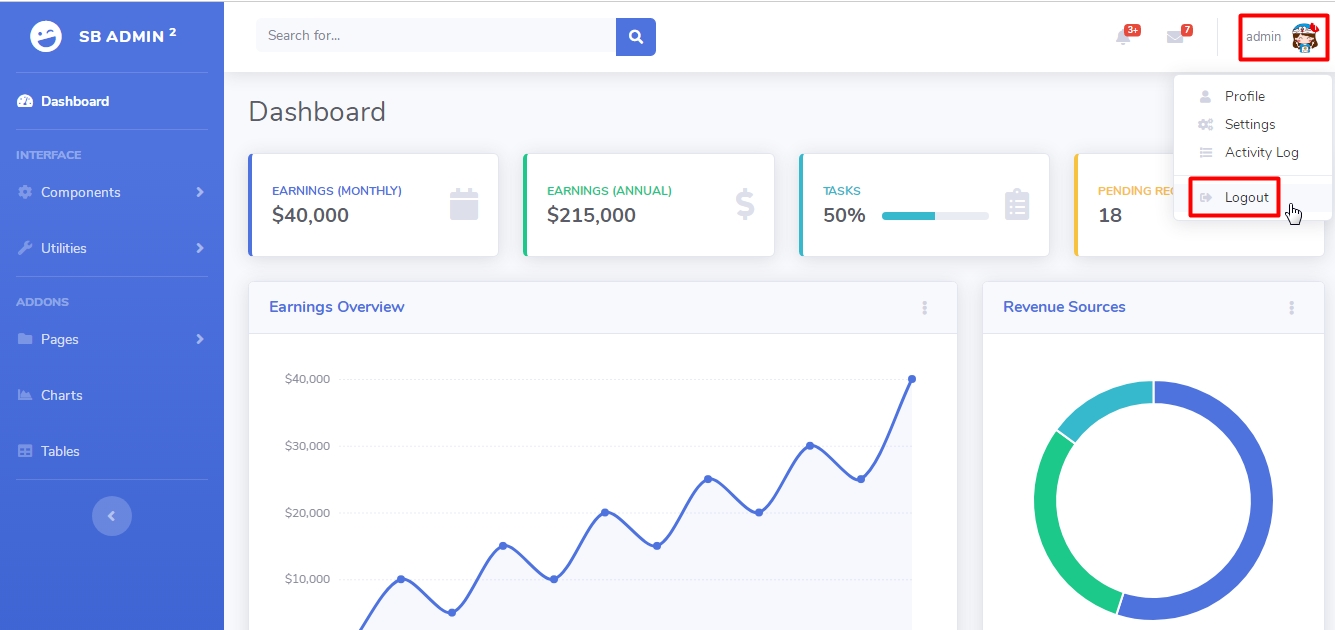 SB ADMIN 2
Search for...
3+
7
admin
Dashboard
INTERFACE
Components
Utilities
ADDONS
Pages
Charts
Tables
Dashboard
Profile
Settings
Activity Log
Logout
EARNINGS (MONTHLY)
$40,000
EARNINGS (ANNUAL)
$215,000
TASKS
50%
PENDING
18
Earnings Overview
$40,000
$30,000
$20,000
$10,000
Revenue Sources